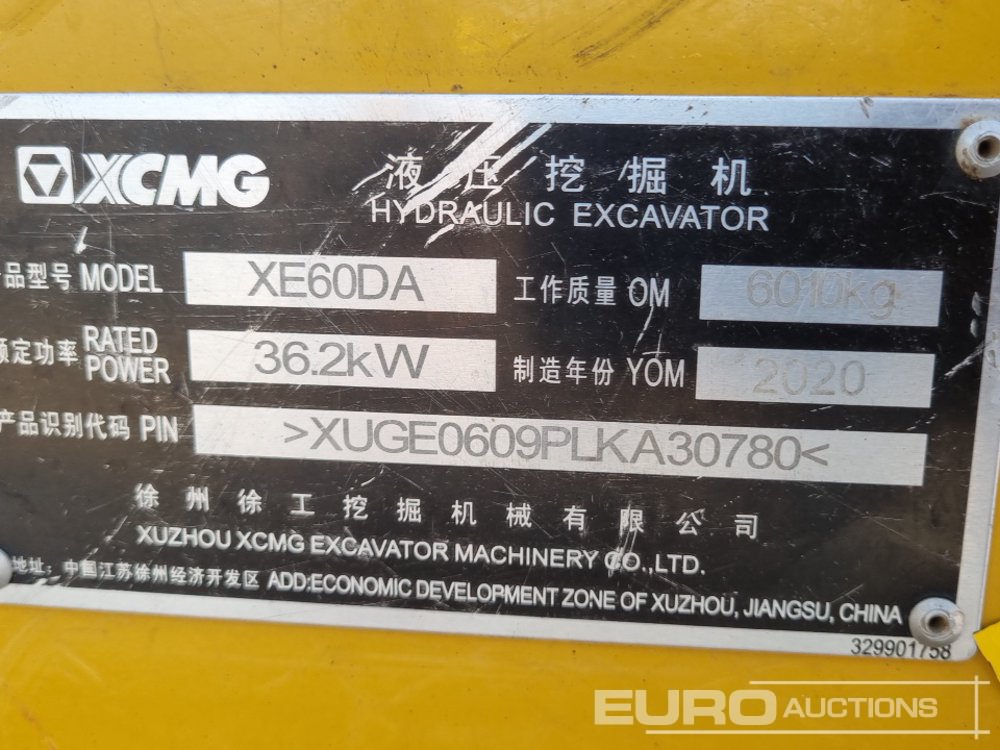 XCMG 液压挖掘机
HYDRAULIC EXCAVATOR
品型号 MODEL XE60DA 工作质量 OM 6010kg
额定功率 RATED POWER 36.2kW 制造年份 YOM 2020
产品识别代码 PIN >XUGE0609PLKA30780<
徐州徐工挖掘机械有限公司
XUZHOU XCMG EXCAVATOR MACHINERY CO.,LTD.
地址: 中国江苏徐州经济开发区 ADD:ECONOMIC DEVELOPMENT ZONE OF XUZHOU, JIANGSU, CHINA
329901758
EURO AUCTIONS